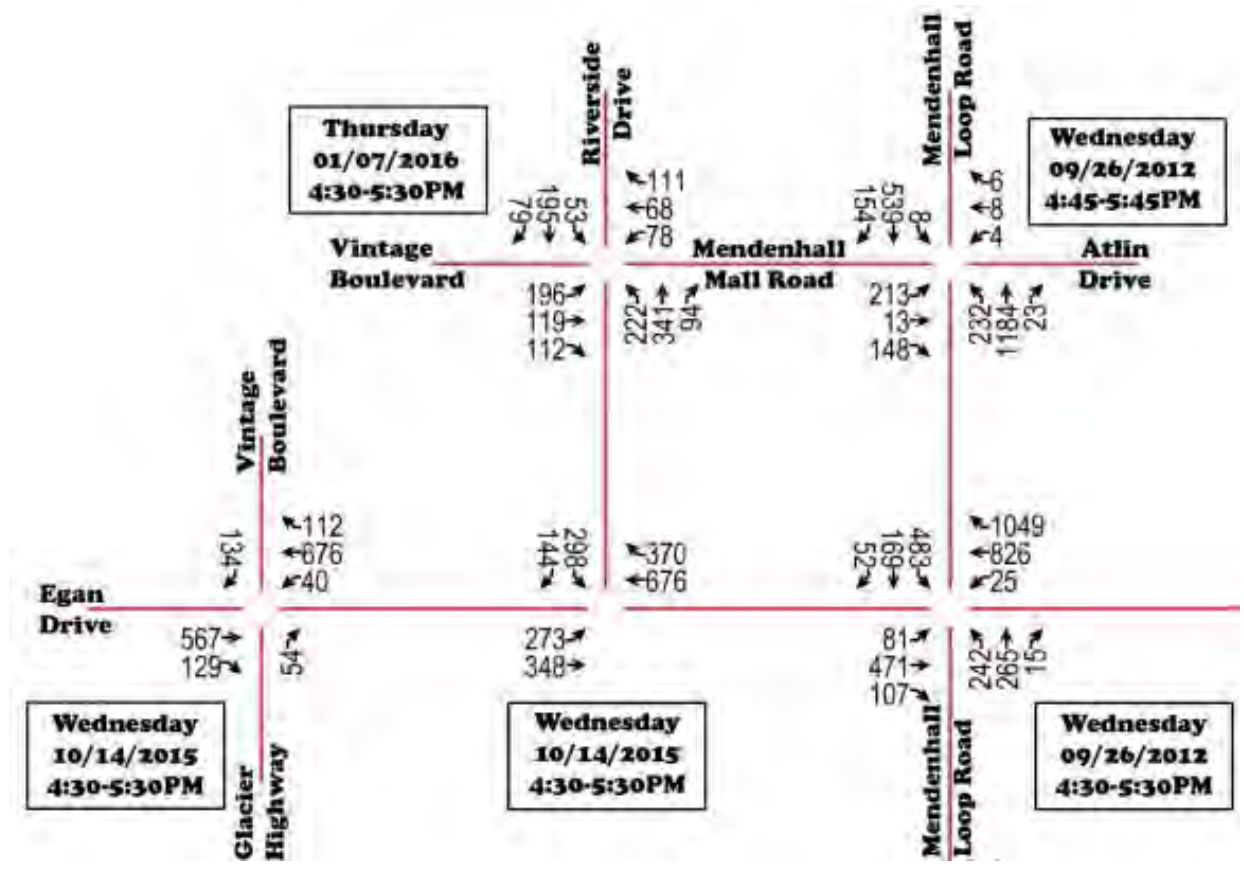 Riverside
Drive
Mendenhall
Loop Road
Thursday
01/07/2016
4:30-5:30PM
Wednesday
09/26/2012
4:45-5:45PM
79
195
53
111
68
78
154
539
8
6
8
4
Vintage
Boulevard
Mendenhall
Mall Road
Atlin
Drive
196
119
112
222
341
94
213
13
148
232
1184
23
Vintage
Boulevard
134
112
676
40
144
298
370
676
52
169
483
1049
826
25
Egan
Drive
567
129
54
273
348
81
471
107
242
265
15
Wednesday
10/14/2015
4:30-5:30PM
Glacier
Highway
Wednesday
10/14/2015
4:30-5:30PM
Mendenhall
Loop Road
Wednesday
09/26/2012
4:30-5:30PM